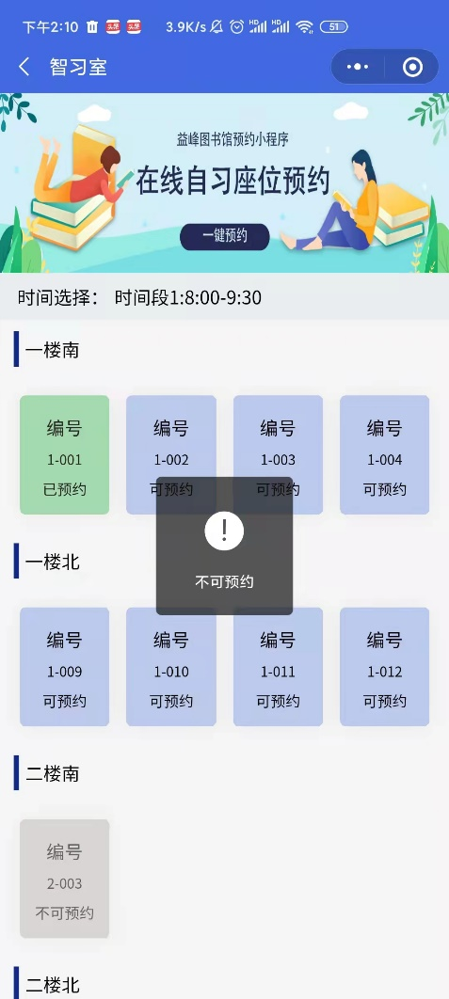 下午2:10
头条
头条
3.9K/s
HD
HD
51
智习室
益峰图书馆预约小程序
在线自习座位预约
一键预约
时间选择： 时间段1:8:00-9:30
一楼南
编号 编号 编号 编号
1-001 1-002 1-003 1-004
已预约 可预约 可预约 可预约
!
不可预约
一楼北
编号 编号 编号 编号
1-009 1-010 1-011 1-012
可预约 可预约 可预约 可预约
二楼南
编号
2-003
不可预约
二楼北